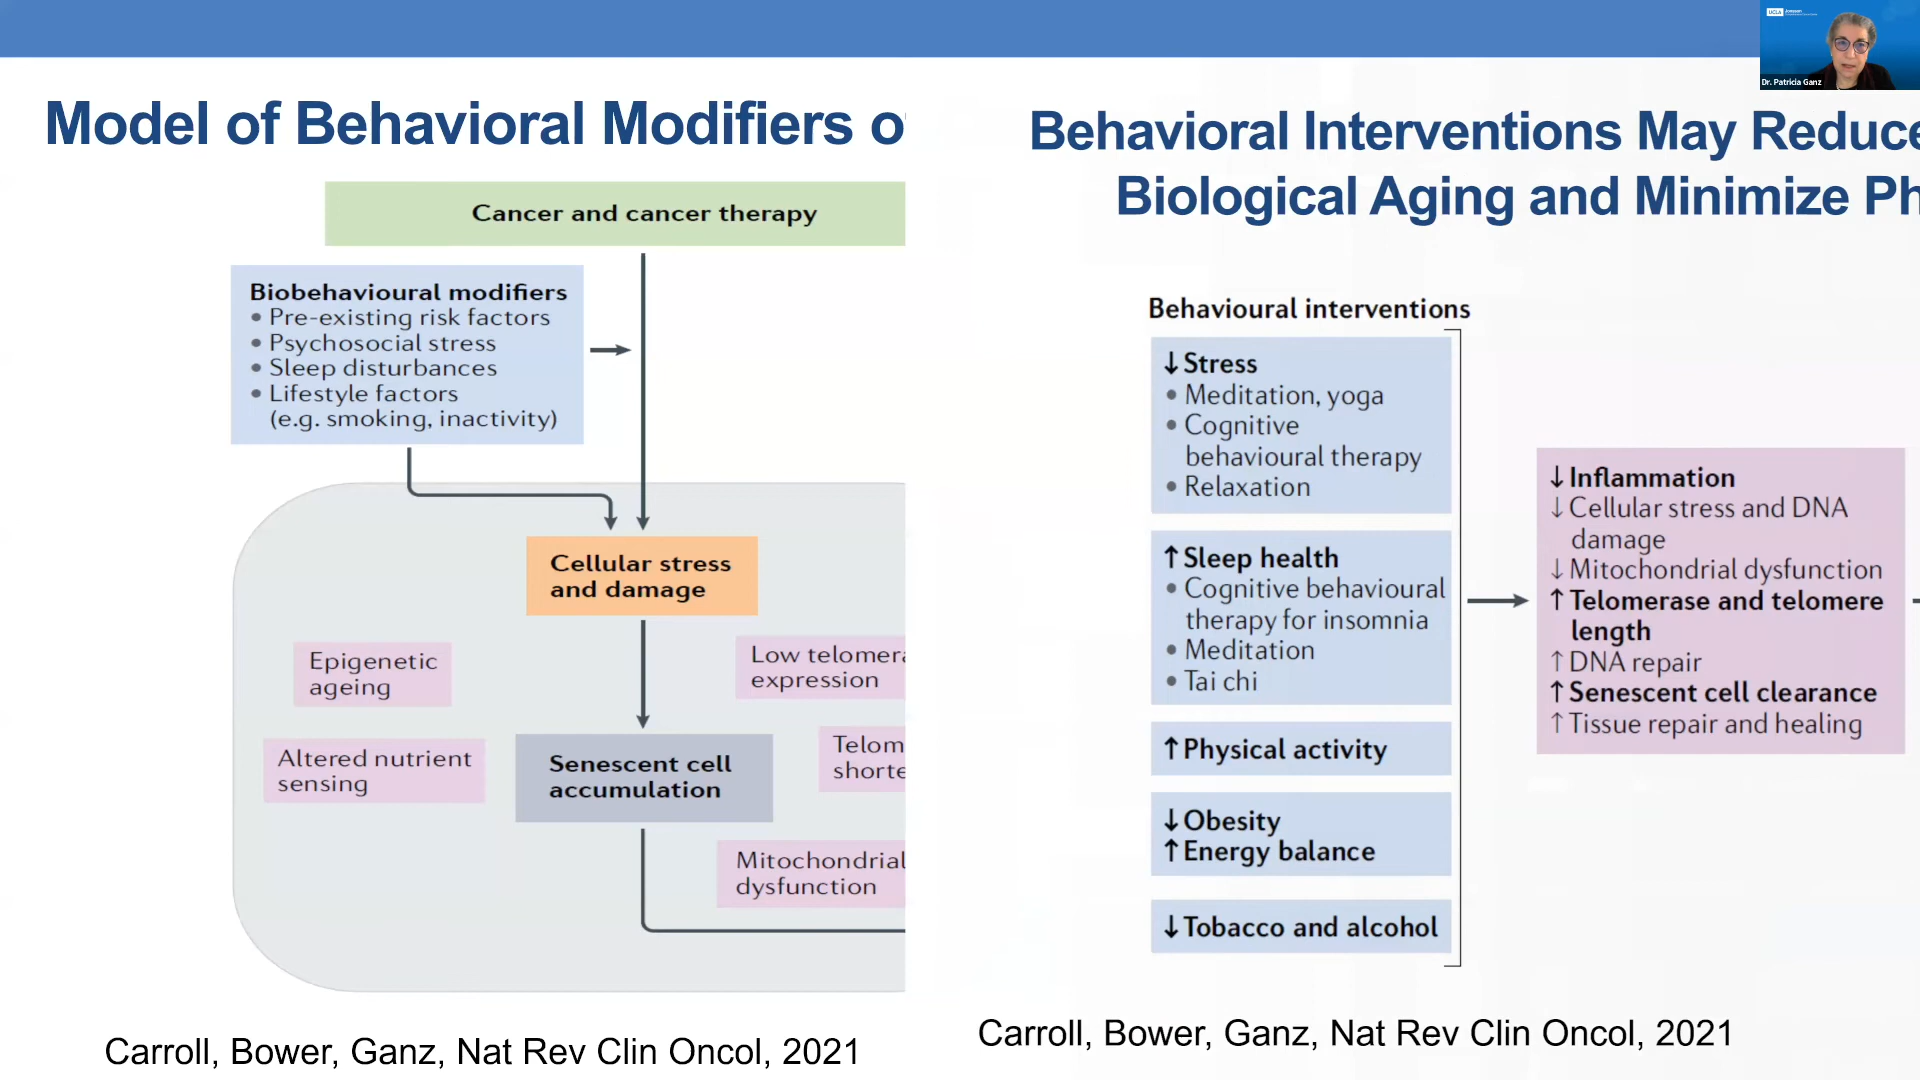 UCLA
Dr. Patricia Ganz
Model of Behavioral Modifiers
Cancer and cancer therapy
Biobehavioural modifiers
• Pre-existing risk factors
• Psychosocial stress
• Sleep disturbances
• Lifestyle factors
(e.g. smoking, inactivity)
Cellular stress
and damage
Epigenetic
ageing
Low
expression
Altered nutrient
sensing
Senescent cell
accumulation
Mitochondrial
dysfunction
Carroll, Bower, Ganz, Nat Rev Clin Oncol, 2021
Behavioral Interventions May Reduce
Biological Aging and Minimize
Behavioural interventions
↓ Stress
• Meditation, yoga
• Cognitive
behavioural therapy
• Relaxation
↑ Sleep health
• Cognitive behavioural
therapy for insomnia
• Meditation
• Tai chi
↑ Physical activity
↓ Obesity
↑ Energy balance
↓ Tobacco and alcohol
↓ Inflammation
↓ Cellular stress and DNA
damage
↓ Mitochondrial dysfunction
↑ Telomerase and telomere
length
↑ DNA repair
↑ Senescent cell clearance
↑ Tissue repair and healing
Carroll, Bower, Ganz, Nat Rev Clin Oncol, 2021